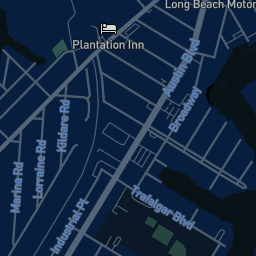 Long Beach Motor
Plantation Inn
Austin Blvd
Broadway
Kildare Rd
Lorraine Rd
Marina Rd
Trafalgar Blvd
Industrial Pl